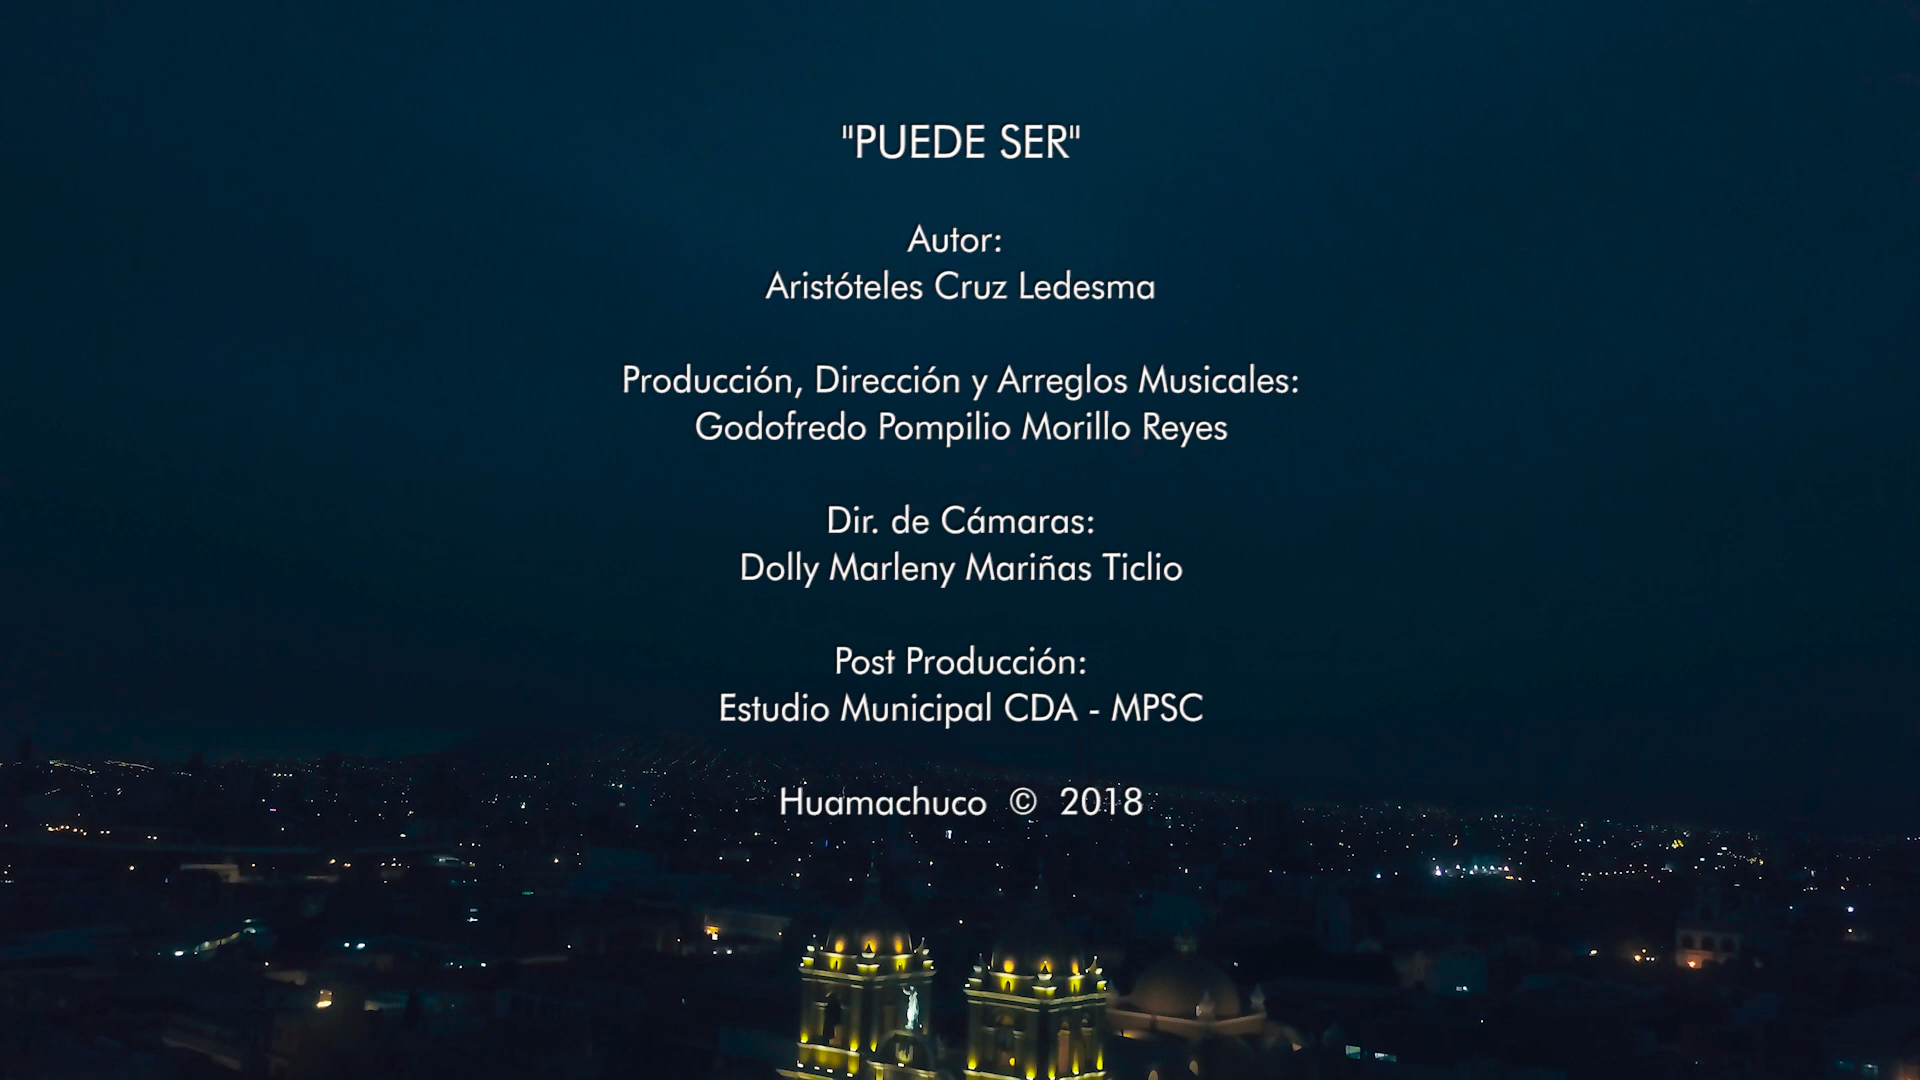 "PUEDE SER"
Autor:
Aristóteles Cruz Ledesma
Producción, Dirección y Arreglos Musicales:
Godofredo Pompilio Morillo Reyes
Dir. de Cámaras:
Dolly Marleny Mariñas Ticlio
Post Producción:
Estudio Municipal CDA - MPSC
Huamachuco © 2018